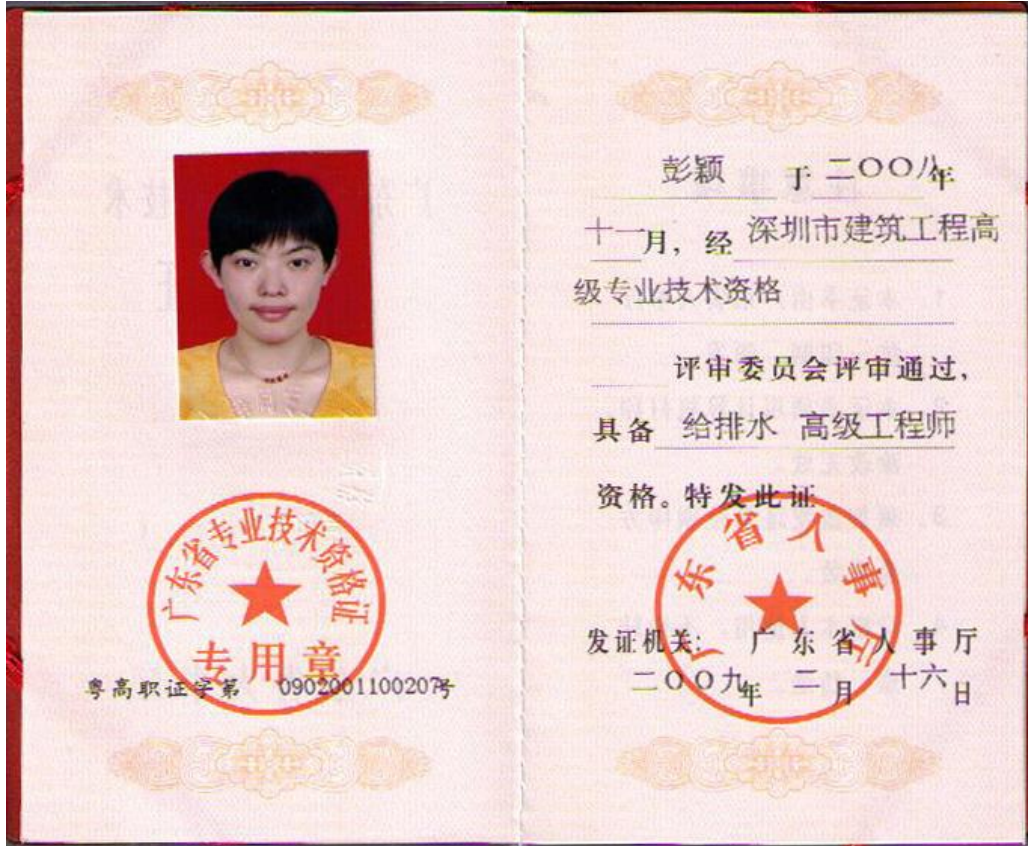 广东省专业技术资格证
专用章
粤高职证字第 0902001100207号
彭颖 于 二〇〇八年
十一月，经 深圳市建筑工程高
级专业技术资格
评审委员会评审通过，
具备 给排水 高级工程师
资格。特发此证
广东省人事厅
发证机关： 广东省人事厅
二〇〇九年 二月 十六日